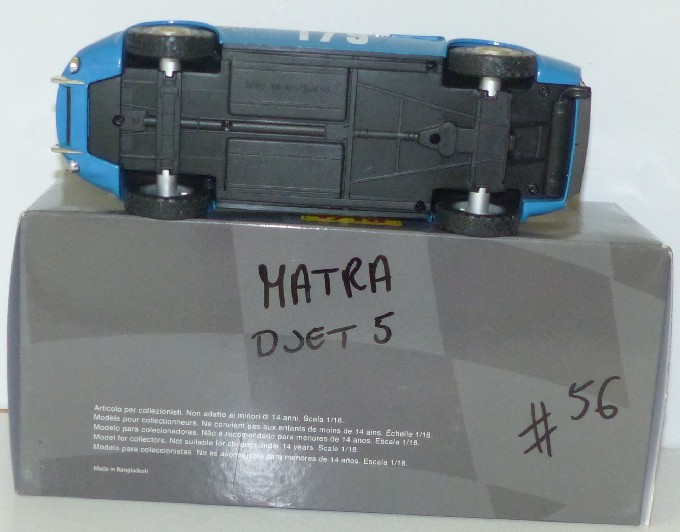 175
MATRA
DJET 5
# 56
Articolo per collezionisti. Non adatto ai minori di 14 anni. Scala 1/18.
Modèle pour collectionneurs. Ne convient pas aux enfants de moins de 14 ans. Échelle 1/18.
Modelo para colecionadores. Não é recomendado para menores de 14 anos. Escala 1/18.
Model for collectors. Not suitable for children under 14 years. Scale 1/18.
Modelo para coleccionistas. No es aconsejable para menores de 14 años. Escala 1/18.
Made in Bangladesh